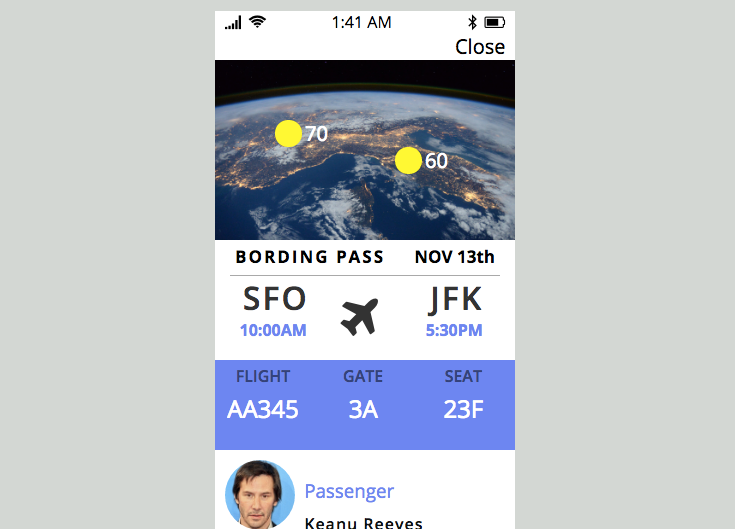 1:41 AM
Close
70
60
BORDING PASS NOV 13th
SFO JFK
10:00AM 5:30PM
FLIGHT GATE SEAT
AA345 3A 23F
Passenger
Keanu Reeves